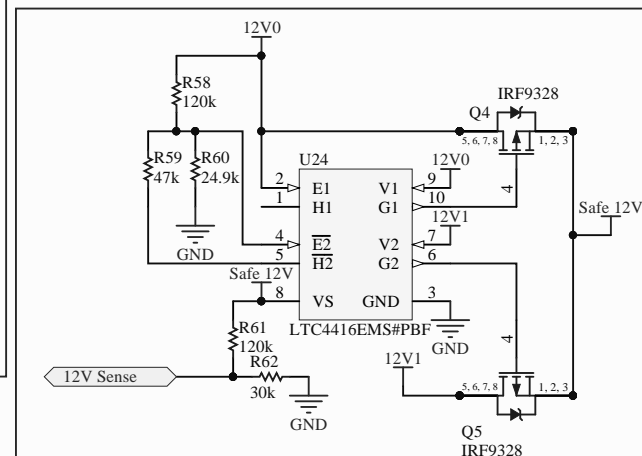 12V0
IRF9328
R58
120k
Q4
5, 6, 7, 8
1, 2, 3
R59
47k
R60
24.9k
U24
12V0
2
E1
V1
9
4
1
H1
G1
10
12V1
Safe 12V
4
E2
V2
7
GND
5
H2
G2
6
Safe 12V
8
VS
GND
3
R61
120k
LTC4416EMS#PBF
GND
4
12V Sense
R62
30k
12V1
5, 6, 7, 8
1, 2, 3
GND
Q5
IRF9328